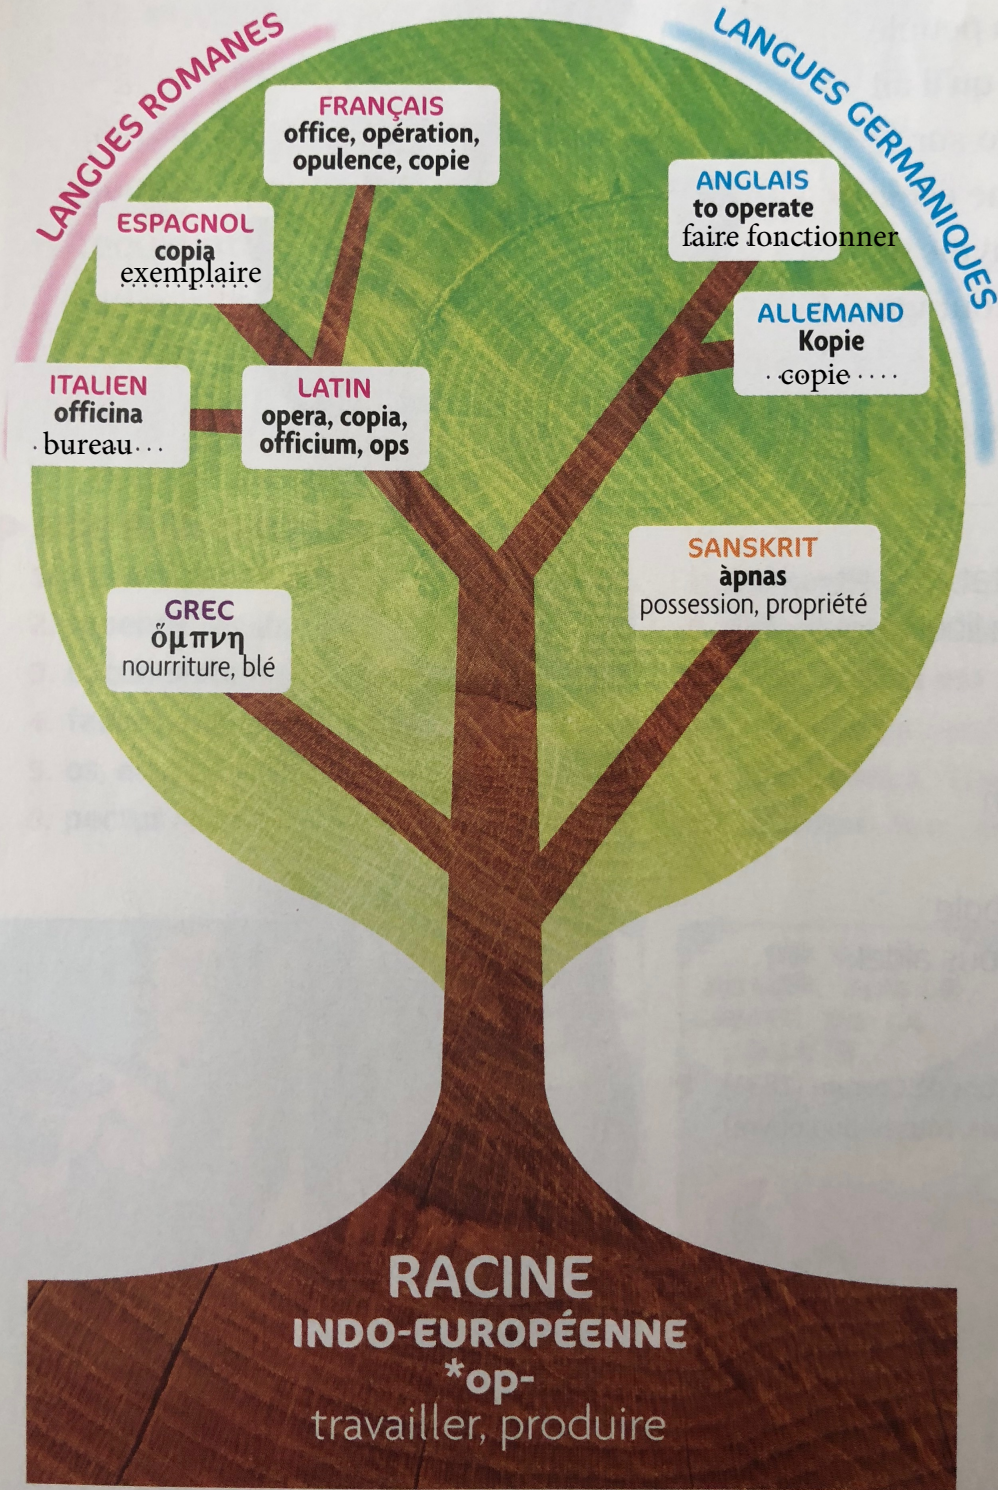 LANGUES ROMANES
LANGUES GERMANIQUES
FRANÇAIS
office, opération,
opulence, copie
ANGLAIS
to operate
faire fonctionner
ESPAGNOL
copia
exemplaire
ALLEMAND
Kopie
copie
ITALIEN
officina
bureau
LATIN
opera, copia,
officium, ops
SANSKRIT
àpnas
possession, propriété
GREC
ὄμπνη
nourriture, blé
RACINE
INDO-EUROPÉENNE
*op-
travailler, produire